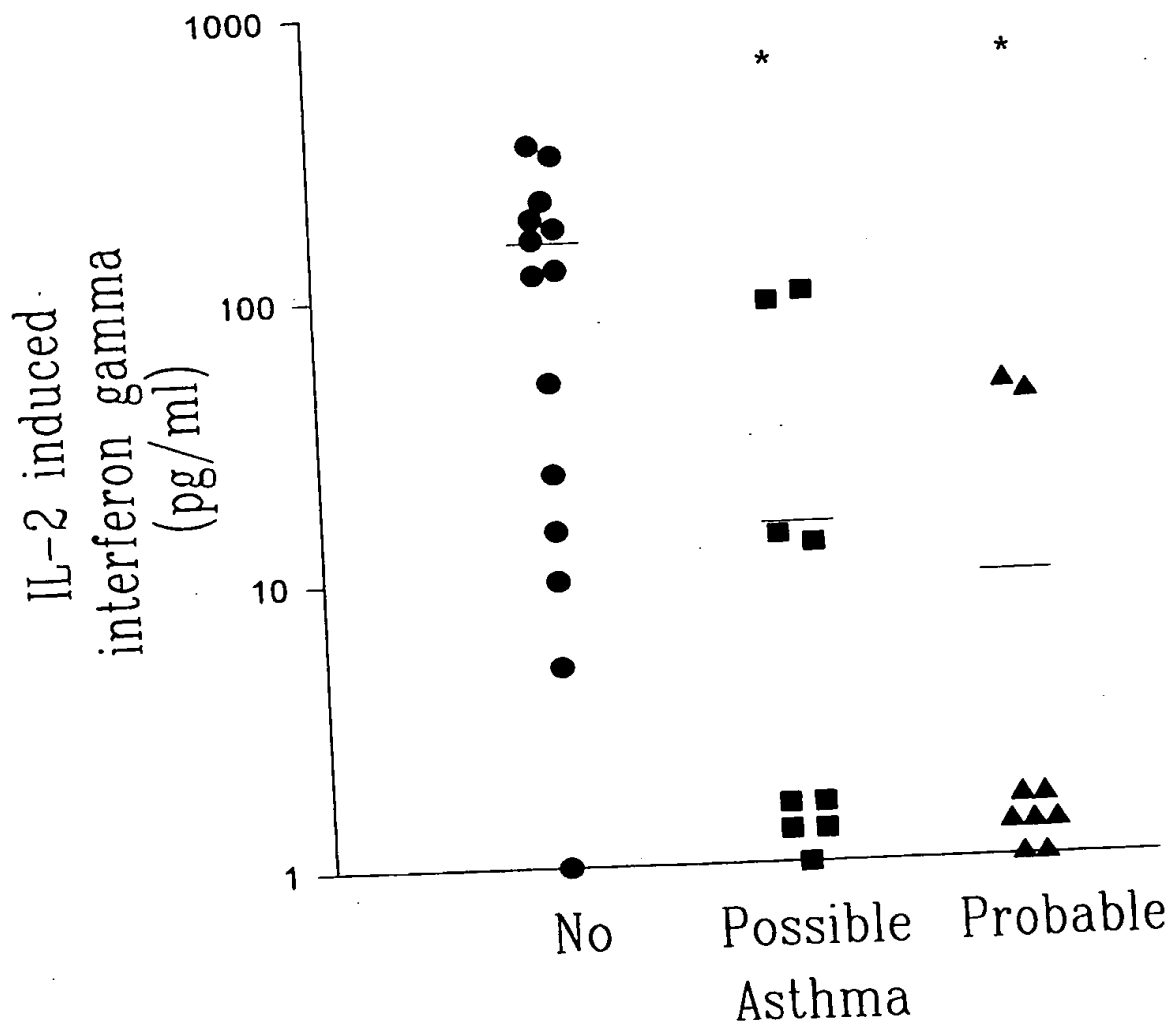 1000
*
*
100
10
1
IL-2 induced
interferon gamma
(pg/ml)
No
Possible
Probable
Asthma